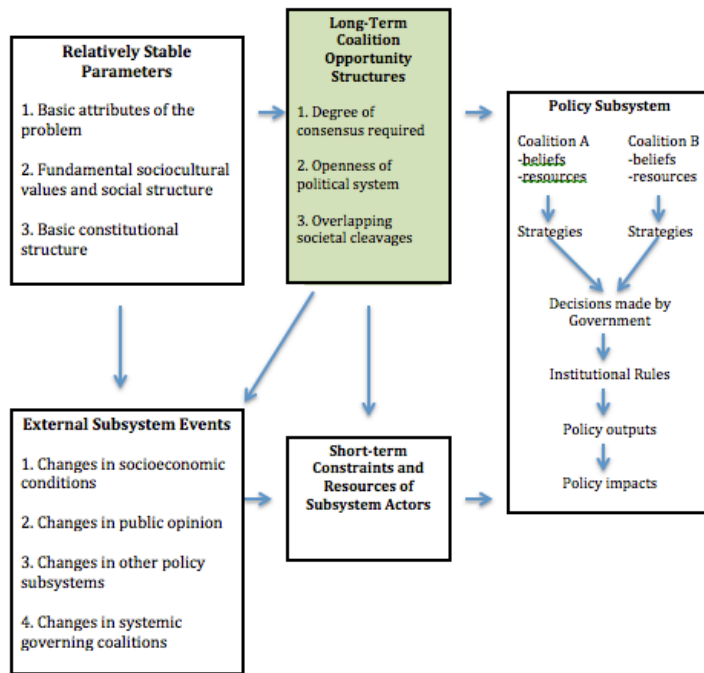 Relatively Stable
Parameters
1. Basic attributes of the
problem
2. Fundamental sociocultural
values and social structure
3. Basic constitutional
structure
Long-Term
Coalition
Opportunity
Structures
1. Degree of
consensus required
2. Openness of
political system
3. Overlapping
societal cleavages
Policy Subsystem
Coalition A
-beliefs
-resources
Coalition B
-beliefs
-resources
Strategies
Strategies
Decisions made by
Government
Institutional Rules
Policy outputs
Policy impacts
External Subsystem Events
1. Changes in socioeconomic
conditions
2. Changes in public opinion
3. Changes in other policy
subsystems
4. Changes in systemic
governing coalitions
Short-term
Constraints and
Resources of
Subsystem Actors